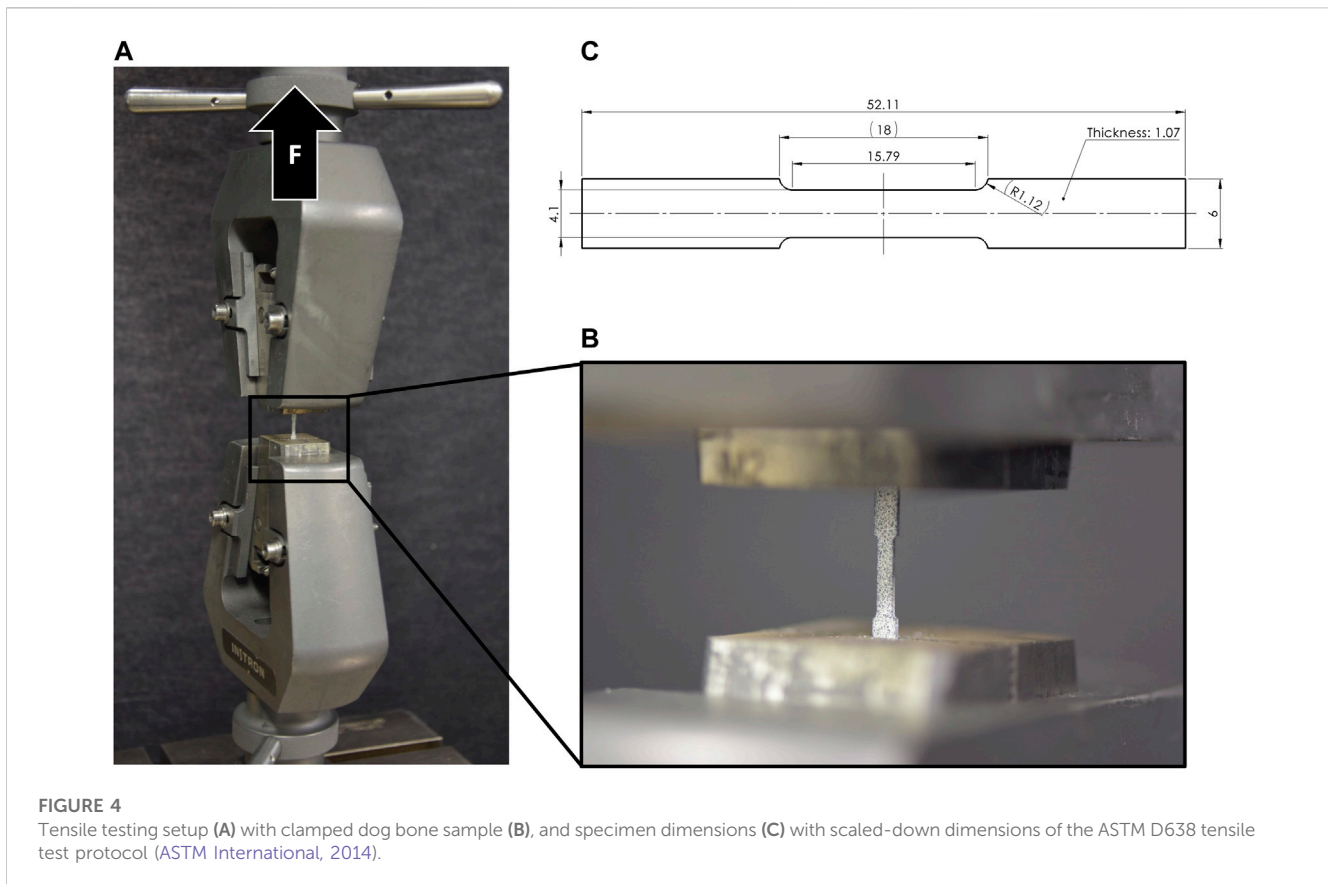 A
F
INSTRON
C
52.11
(18)
15.79
Thickness: 1.07
4.1
(R1.12)
6
B
M2
FIGURE 4
Tensile testing setup (A) with clamped dog bone sample (B), and specimen dimensions (C) with scaled-down dimensions of the ASTM D638 tensile
test protocol (ASTM International, 2014).